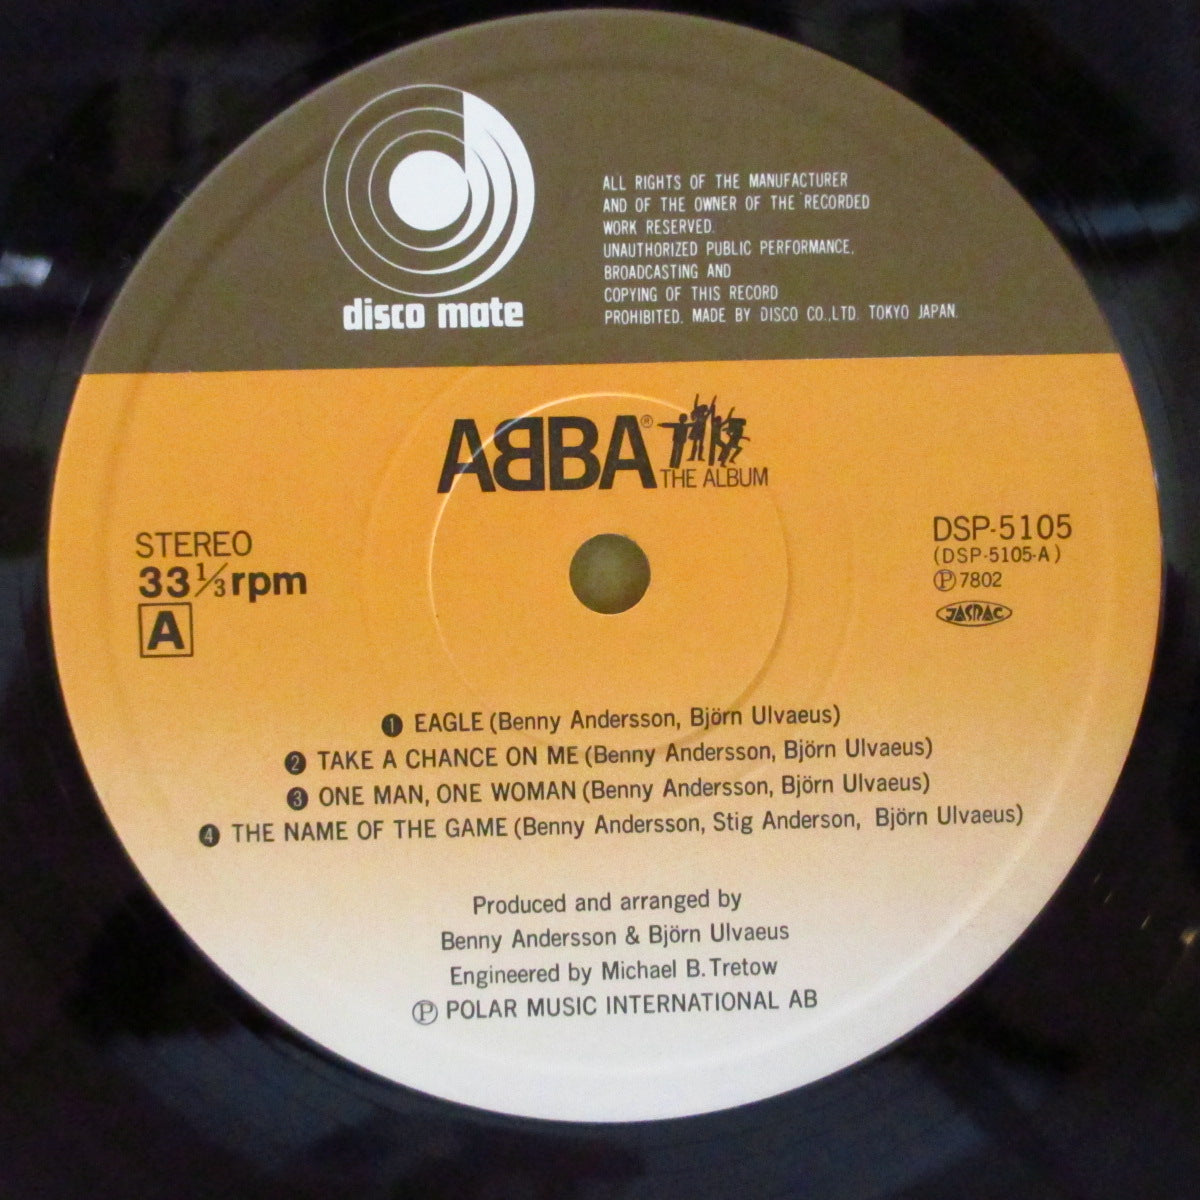 disco mate
ALL RIGHTS OF THE MANUFACTURER
AND OF THE OWNER OF THE RECORDED
WORK RESERVED.
UNAUTHORIZED PUBLIC PERFORMANCE,
BROADCASTING AND
COPYING OF THIS RECORD
PROHIBITED. MADE BY DISCO CO.,LTD. TOKYO JAPAN.
ABBA®
THE ALBUM
STEREO
33⅓rpm
A
DSP-5105
(DSP-5105-A)
Ⓟ7802
JASRAC
❶ EAGLE (Benny Andersson, Björn Ulvaeus)
❷ TAKE A CHANCE ON ME (Benny Andersson, Björn Ulvaeus)
❸ ONE MAN, ONE WOMAN (Benny Andersson, Björn Ulvaeus)
❹ THE NAME OF THE GAME (Benny Andersson, Stig Anderson, Björn Ulvaeus)
Produced and arranged by
Benny Andersson & Björn Ulvaeus
Engineered by Michael B. Tretow
Ⓟ POLAR MUSIC INTERNATIONAL AB